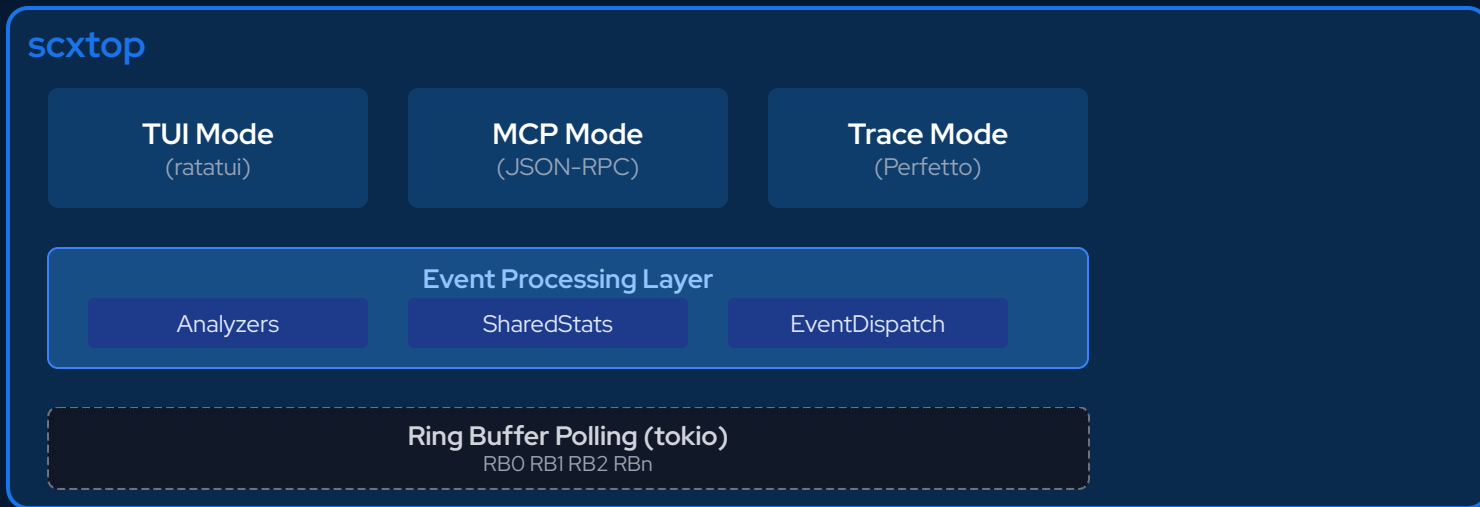 scxtop
TUI Mode
(ratatui)
MCP Mode
(JSON-RPC)
Trace Mode
(Perfetto)
Event Processing Layer
Analyzers
SharedStats
EventDispatch
Ring Buffer Polling (tokio)
RB0 RB1 RB2 RBn